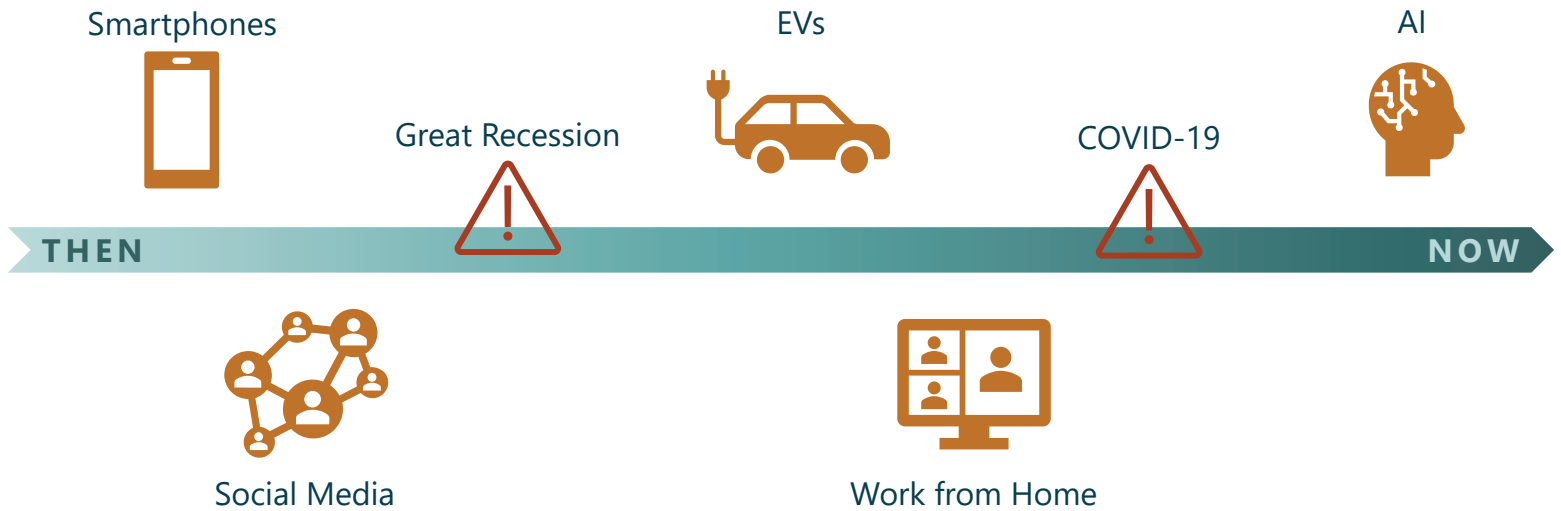 Smartphones
EVs
AI
Great Recession
COVID-19
THEN
NOW
Social Media
Work from Home